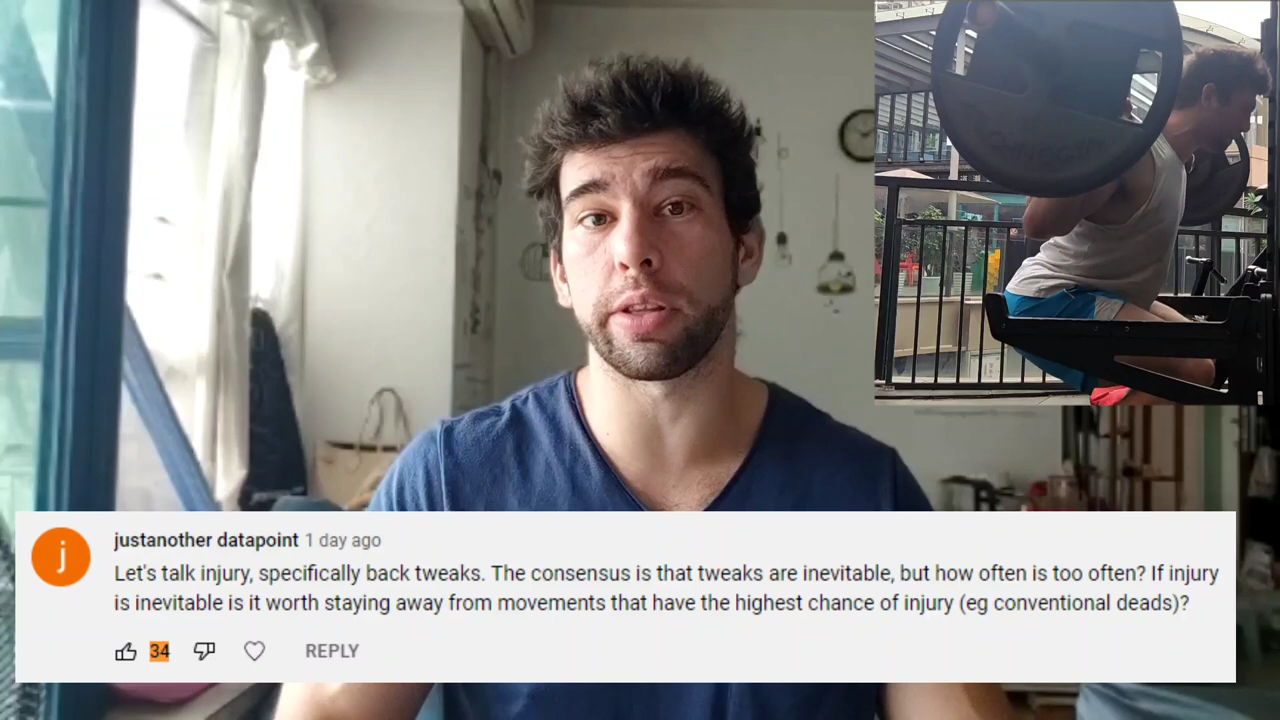 justanother datapoint 1 day ago
Let's talk injury, specifically back tweaks. The consensus is that tweaks are inevitable, but how often is too often? If injury
is inevitable is it worth staying away from movements that have the highest chance of injury (eg conventional deads)?
34 REPLY